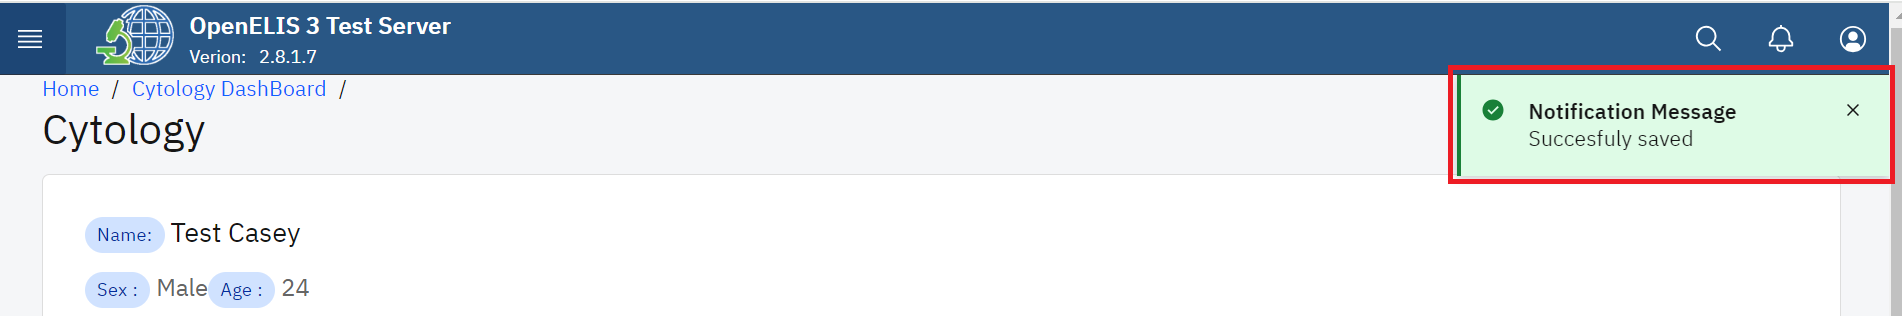 OpenELIS 3 Test Server
Verion: 2.8.1.7
Home / Cytology DashBoard /
Cytology
Notification Message
Succesfuly saved
Name: Test Casey
Sex : Male Age : 24